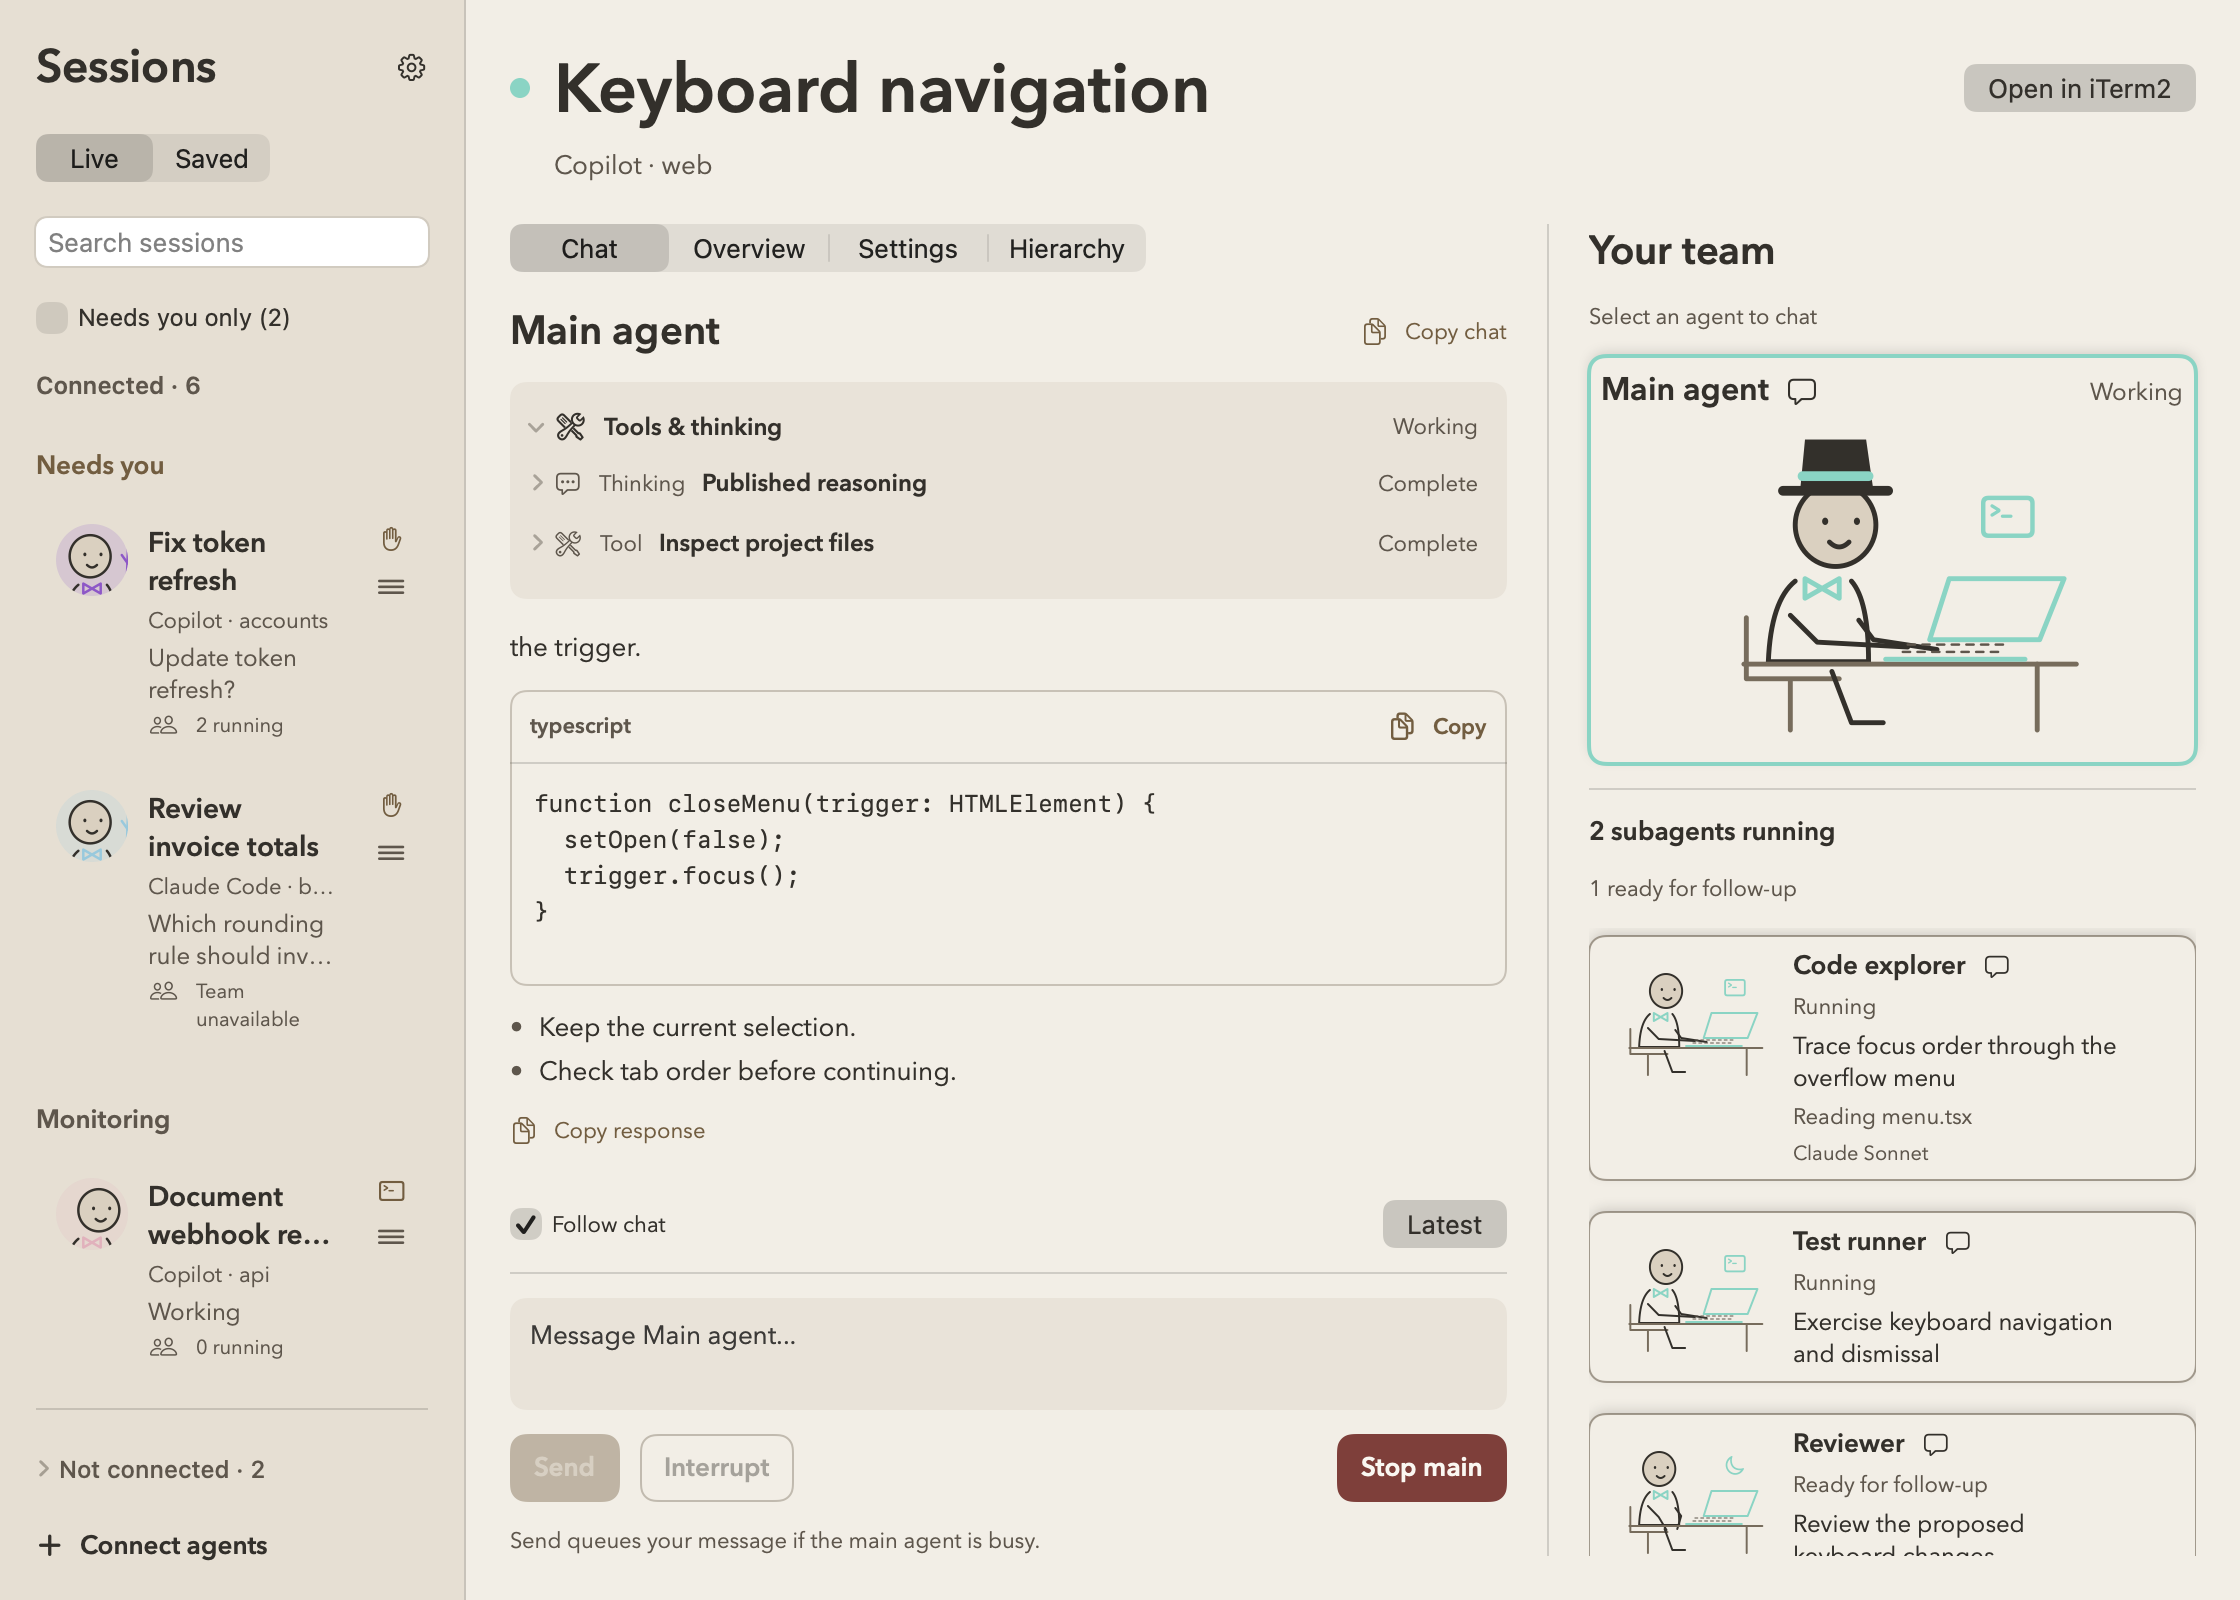 Sessions
Live
Saved
Search sessions
Needs you only (2)
Connected · 6
Needs you
Fix token
refresh
Copilot · accounts
Update token
refresh?
2 running
Review
invoice totals
Claude Code · b…
Which rounding
rule should inv…
Team
unavailable
Monitoring
Document
webhook re…
Copilot · api
Working
0 running
Not connected · 2
Connect agents
Keyboard navigation
Open in iTerm2
Copilot · web
Chat
Overview
Settings
Hierarchy
Main agent
Copy chat
Tools & thinking
Working
Thinking Published reasoning
Complete
Tool Inspect project files
Complete
the trigger.
typescript
Copy
function closeMenu(trigger: HTMLElement) {
  setOpen(false);
  trigger.focus();
}
• Keep the current selection.
• Check tab order before continuing.
Copy response
Follow chat
Latest
Message Main agent...
Send
Interrupt
Stop main
Send queues your message if the main agent is busy.
Your team
Select an agent to chat
Main agent
Working
2 subagents running
1 ready for follow-up
Code explorer
Running
Trace focus order through the
overflow menu
Reading menu.tsx
Claude Sonnet
Test runner
Running
Exercise keyboard navigation
and dismissal
Reviewer
Ready for follow-up
Review the proposed
keyboard changes